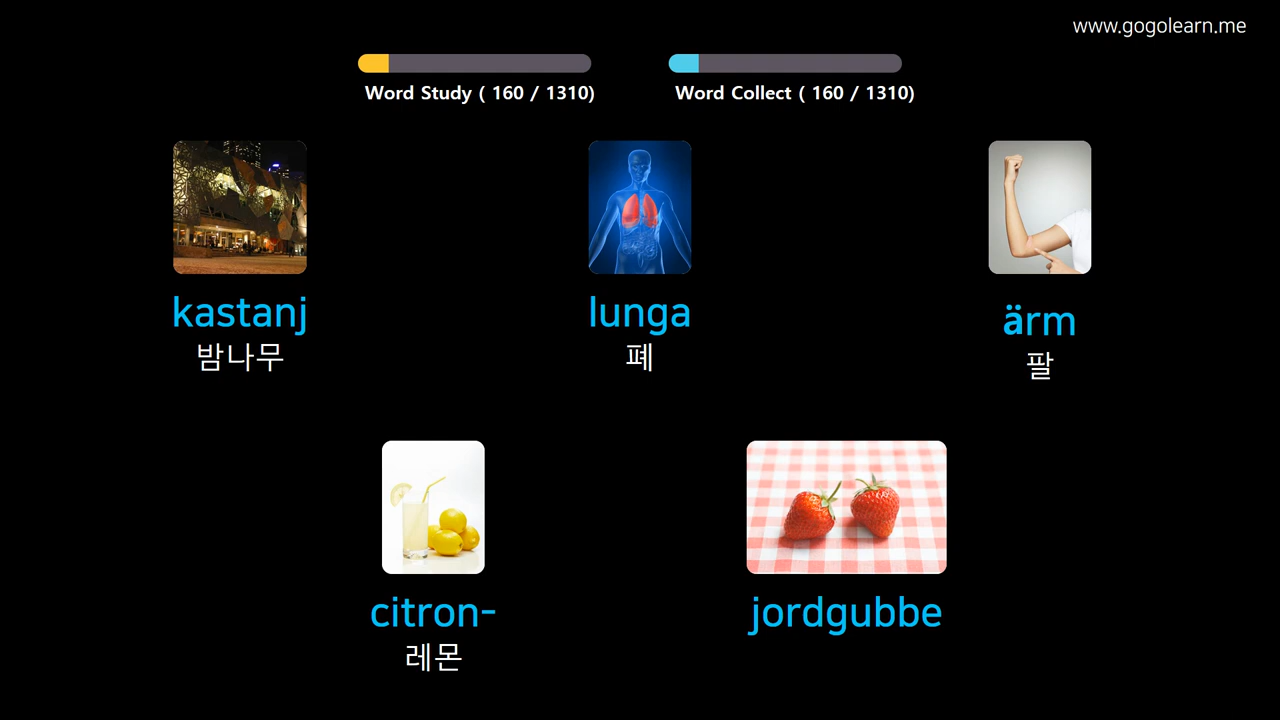 www.gogolearn.me
Word Study ( 160 / 1310)
Word Collect ( 160 / 1310)
kastanj
밤나무
lunga
폐
ärm
팔
citron-
레몬
jordgubbe